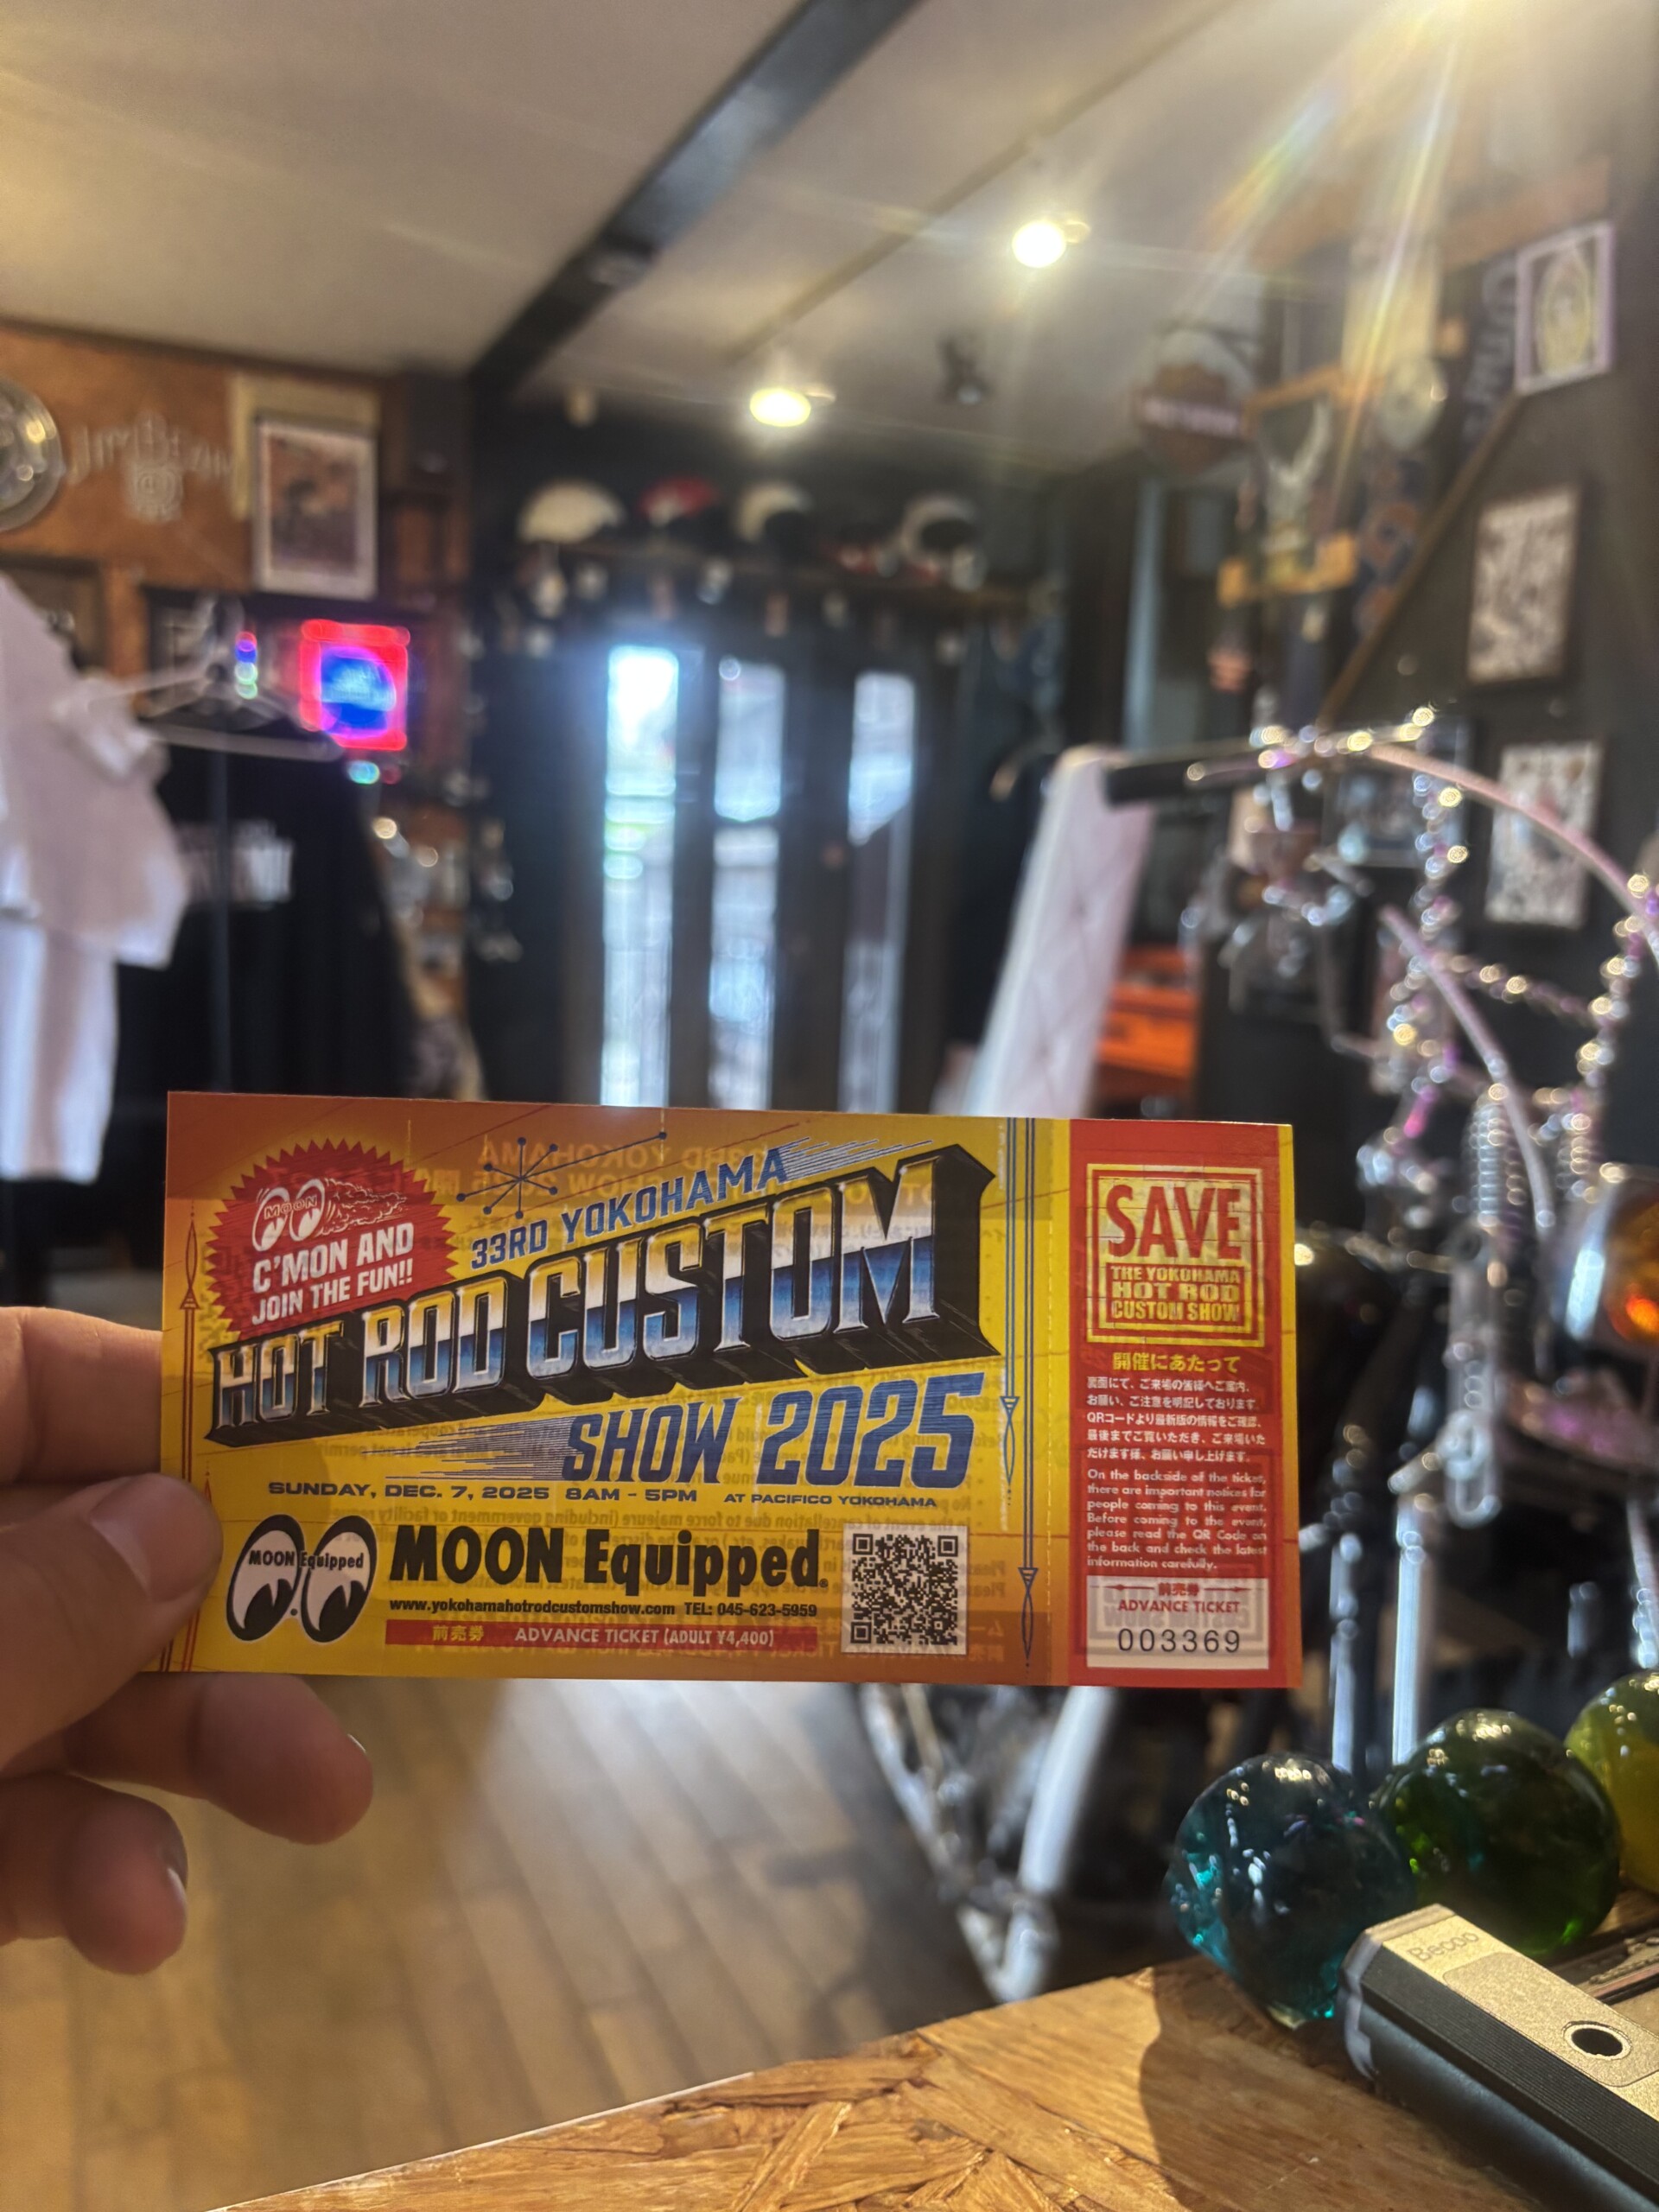 JIM BEAM
MOON
C'MON AND
JOIN THE FUN!!
33RD YOKOHAMA
HOT ROD CUSTOM
SHOW 2025
SUNDAY, DEC. 7, 2025 8AM - 5PM AT PACIFICO YOKOHAMA
MOON Equipped
MOON Equipped®
www.yokohamahotrodcustomshow.com TEL: 045-623-5959
前売券 ADVANCE TICKET (ADULT ¥4,400)
SAVE
THE YOKOHAMA
HOT ROD
CUSTOM SHOW
開催にあたって
裏面にて、ご来場の皆様へご案内、
お願い、ご注意を明記しております。
QRコードより最新版の情報をご確認、
最後までご覧いただき、ご来場いた
だけます様、お願い申し上げます。
On the backside of the ticket,
there are important notices for
people coming to this event.
Before coming to the event,
please read the QR Code on
the back and check the latest
information carefully.
前売券
ADVANCE TICKET
003369
Becoo